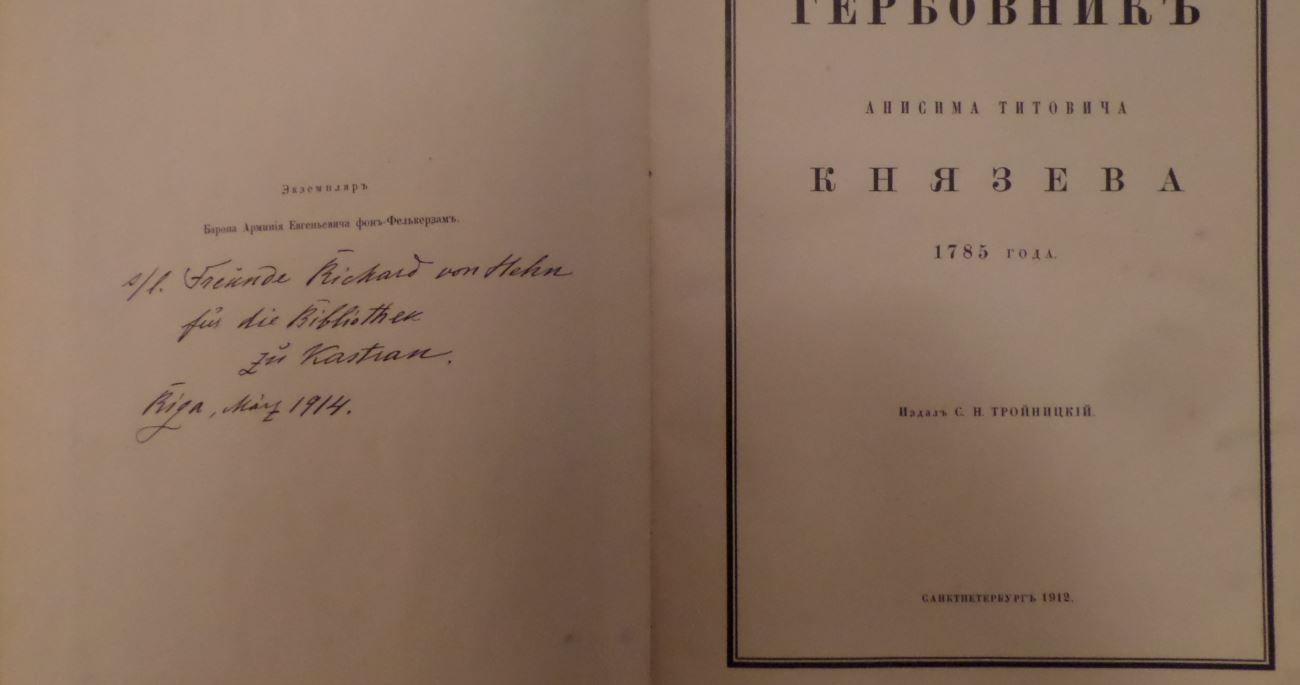 Экземпляръ
Барона Арминія Евгеньевича фонъ-Фелькерзамъ.
s/l. Freunde Richard von Hehn
für die Bibliothek
zu Kastran.
Riga, März 1914.
ГЕРБОВНИКЪ
АНИСИМА ТИТОВИЧА
КНЯЗЕВА
1785 ГОДА.
Издалъ С. Н. ТРОЙНИЦКІЙ.
САНКТПЕТЕРБУРГЪ 1912.